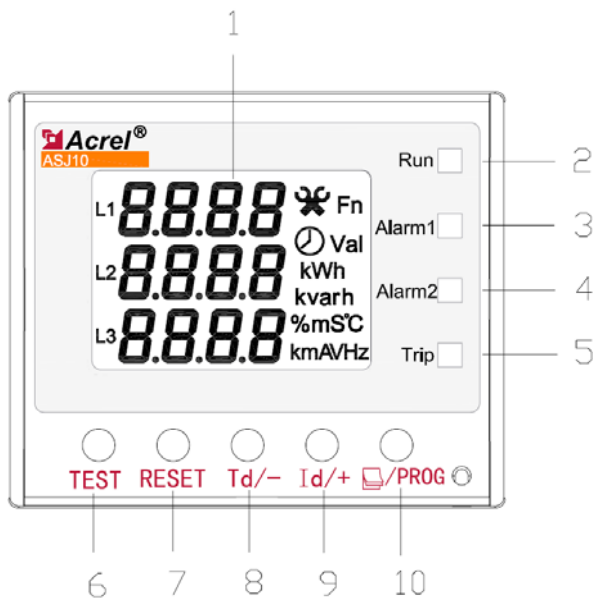 1
Acrel®
ASJ10
Run 2
L1 8.8.8.8 Fn
Alarm1 3
Val
L2 8.8.8.8 kWh
kvarh
Alarm2 4
L3 8.8.8.8 %mS℃
kmAVHz
Trip 5
TEST RESET Td/- Id/+ /PROG
6 7 8 9 10